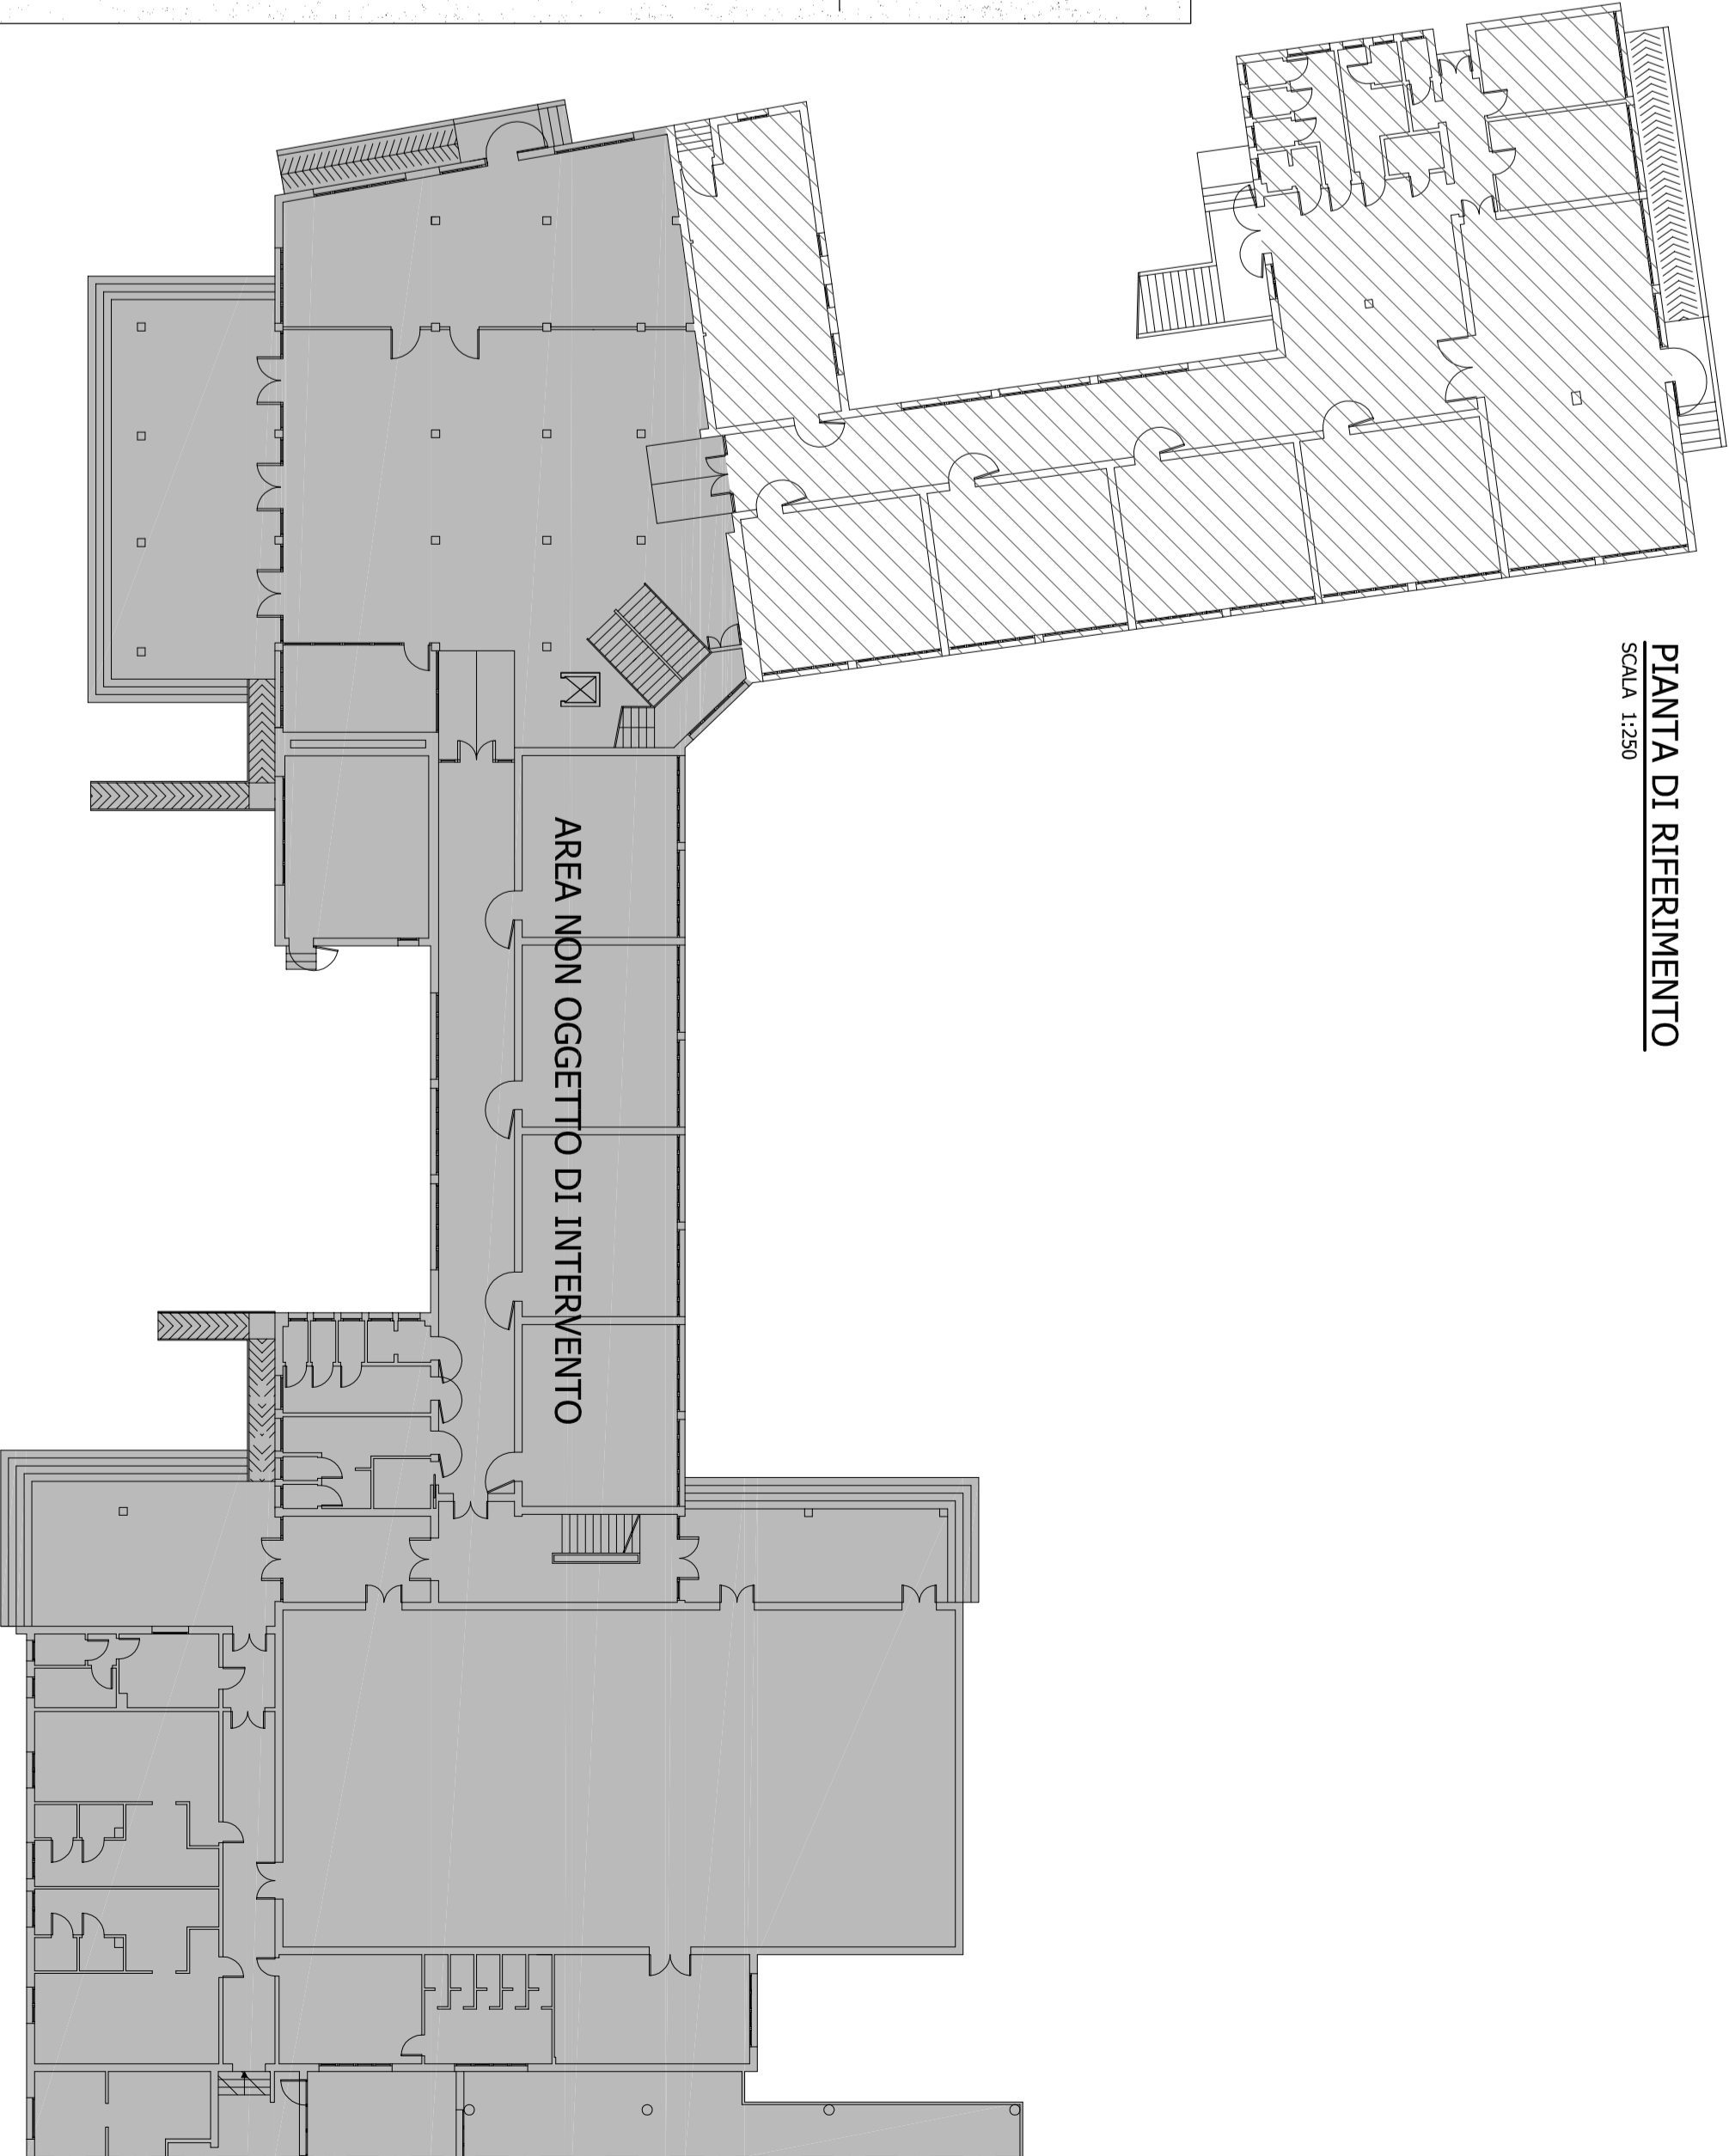 PIANTA DI RIFERIMENTO
SCALA 1:250
AREA NON OGGETTO DI INTERVENTO